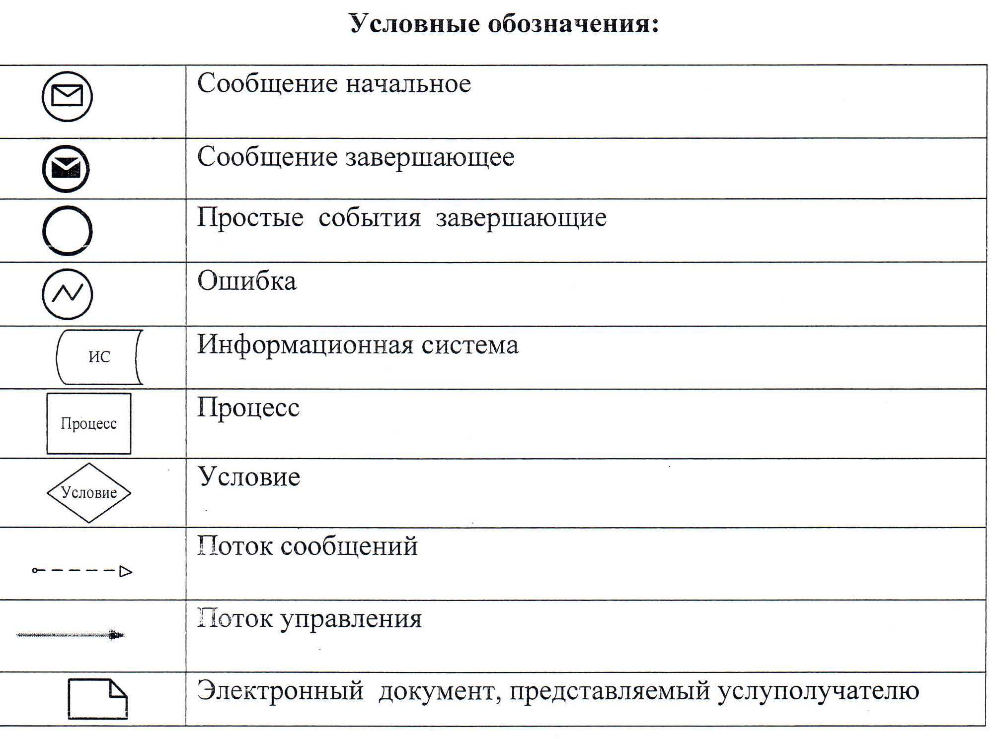 Условные обозначения:
Сообщение начальное
Сообщение завершающее
Простые события завершающие
Ошибка
ИС
Информационная система
Процесс
Процесс
Условие
Условие
Поток сообщений
Поток управления
Электронный документ, представляемый услуполучателю